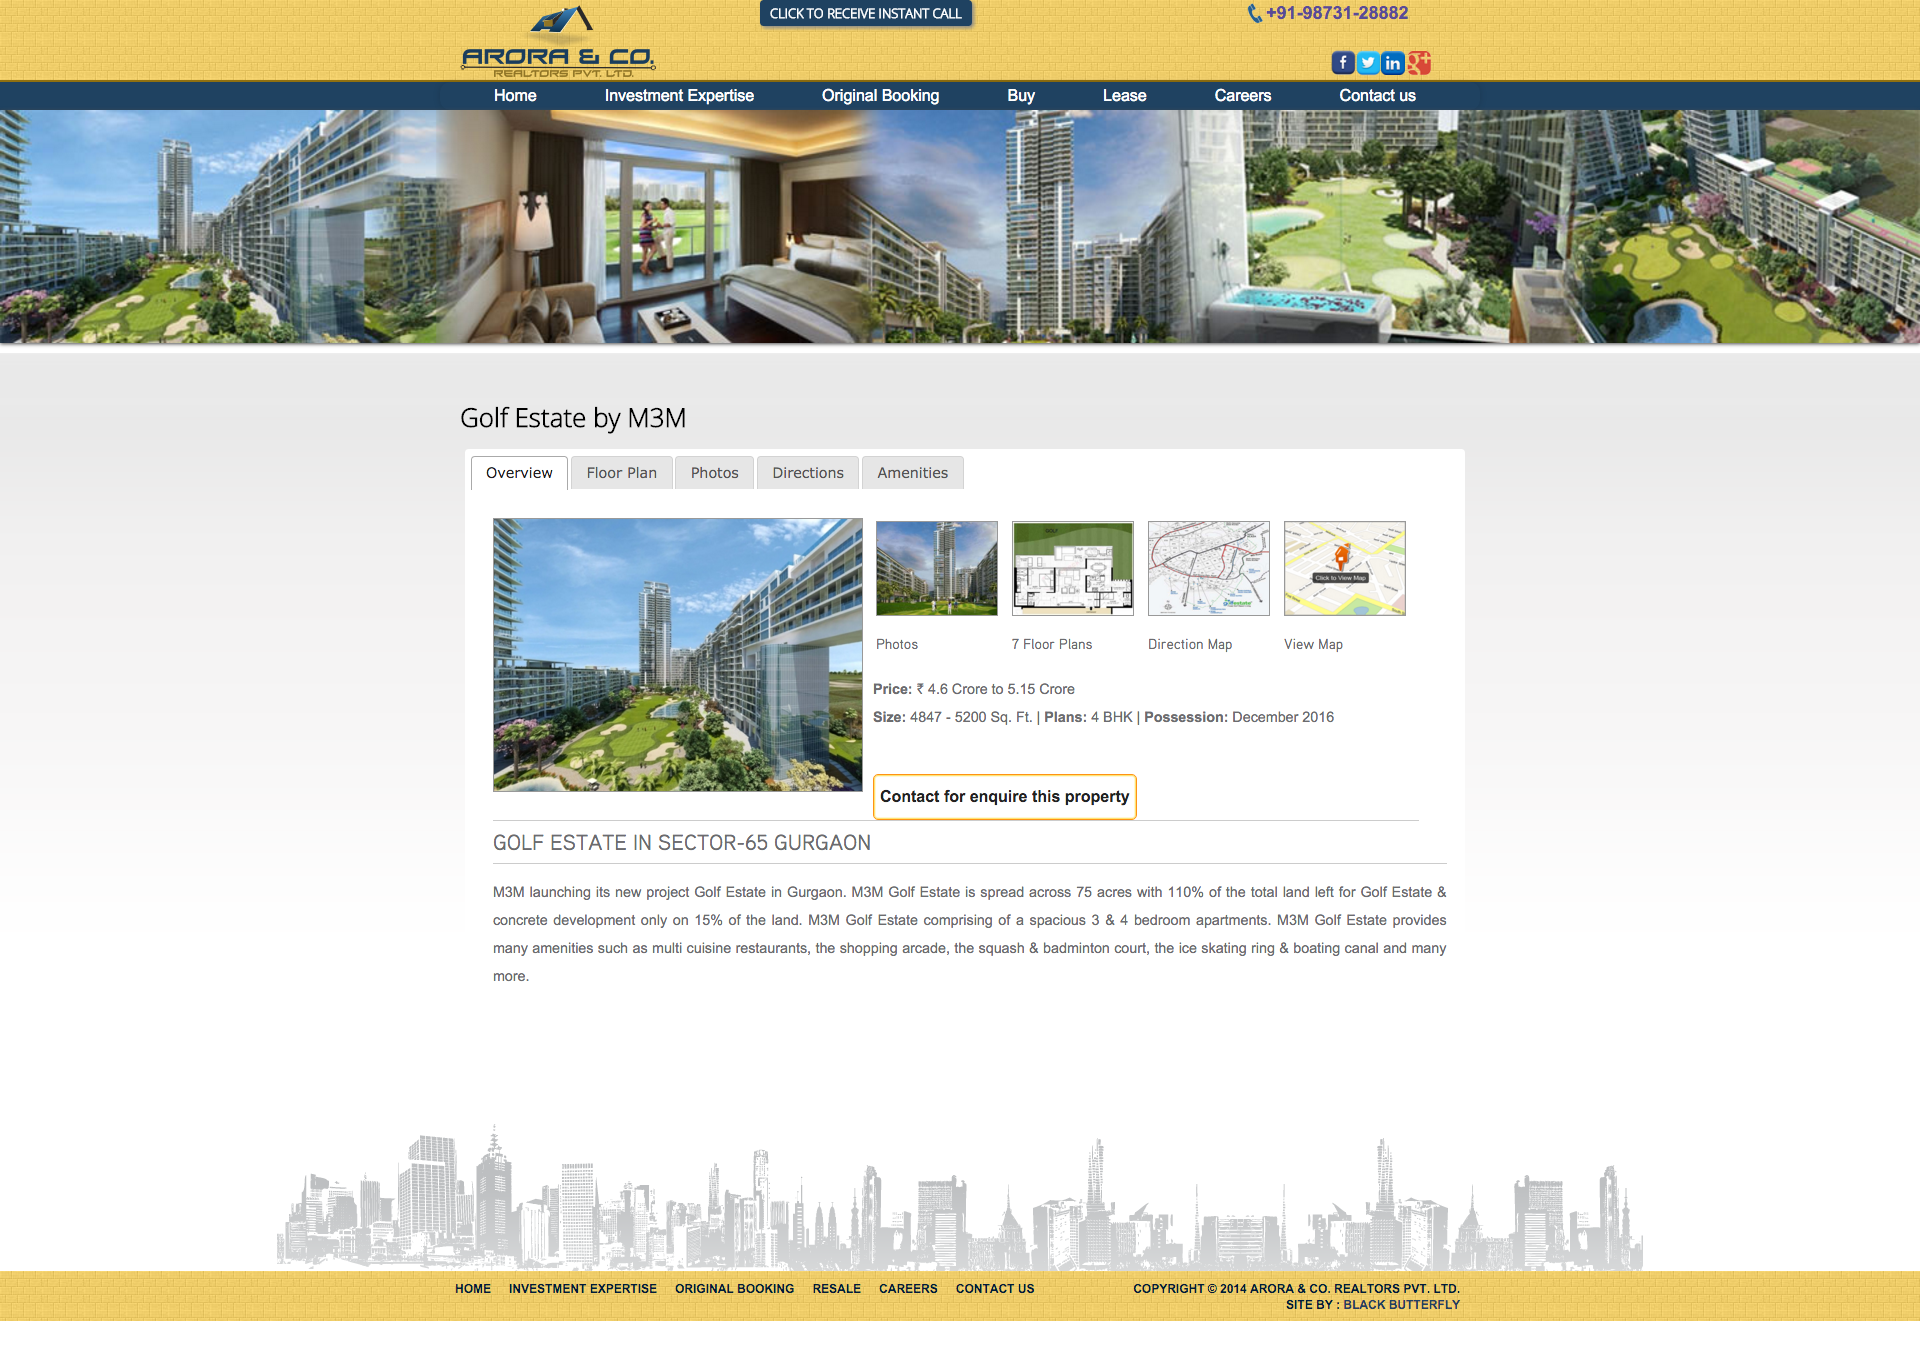 CLICK TO RECEIVE INSTANT CALL
+91-98731-28882
ARORA & CO.
REALTORS PVT. LTD.
Home Investment Expertise Original Booking Buy Lease Careers Contact us
Golf Estate by M3M
Overview Floor Plan Photos Directions Amenities
Click to View Map
Photos 7 Floor Plans Direction Map View Map
Price: ₹ 4.6 Crore to 5.15 Crore
Size: 4847 - 5200 Sq. Ft. | Plans: 4 BHK | Possession: December 2016
Contact for enquire this property
GOLF ESTATE IN SECTOR-65 GURGAON
M3M launching its new project Golf Estate in Gurgaon. M3M Golf Estate is spread across 75 acres with 110% of the total land left for Golf Estate &
concrete development only on 15% of the land. M3M Golf Estate comprising of a spacious 3 & 4 bedroom apartments. M3M Golf Estate provides
many amenities such as multi cuisine restaurants, the shopping arcade, the squash & badminton court, the ice skating ring & boating canal and many
more.
HOME INVESTMENT EXPERTISE ORIGINAL BOOKING RESALE CAREERS CONTACT US
COPYRIGHT © 2014 ARORA & CO. REALTORS PVT. LTD.
SITE BY : BLACK BUTTERFLY